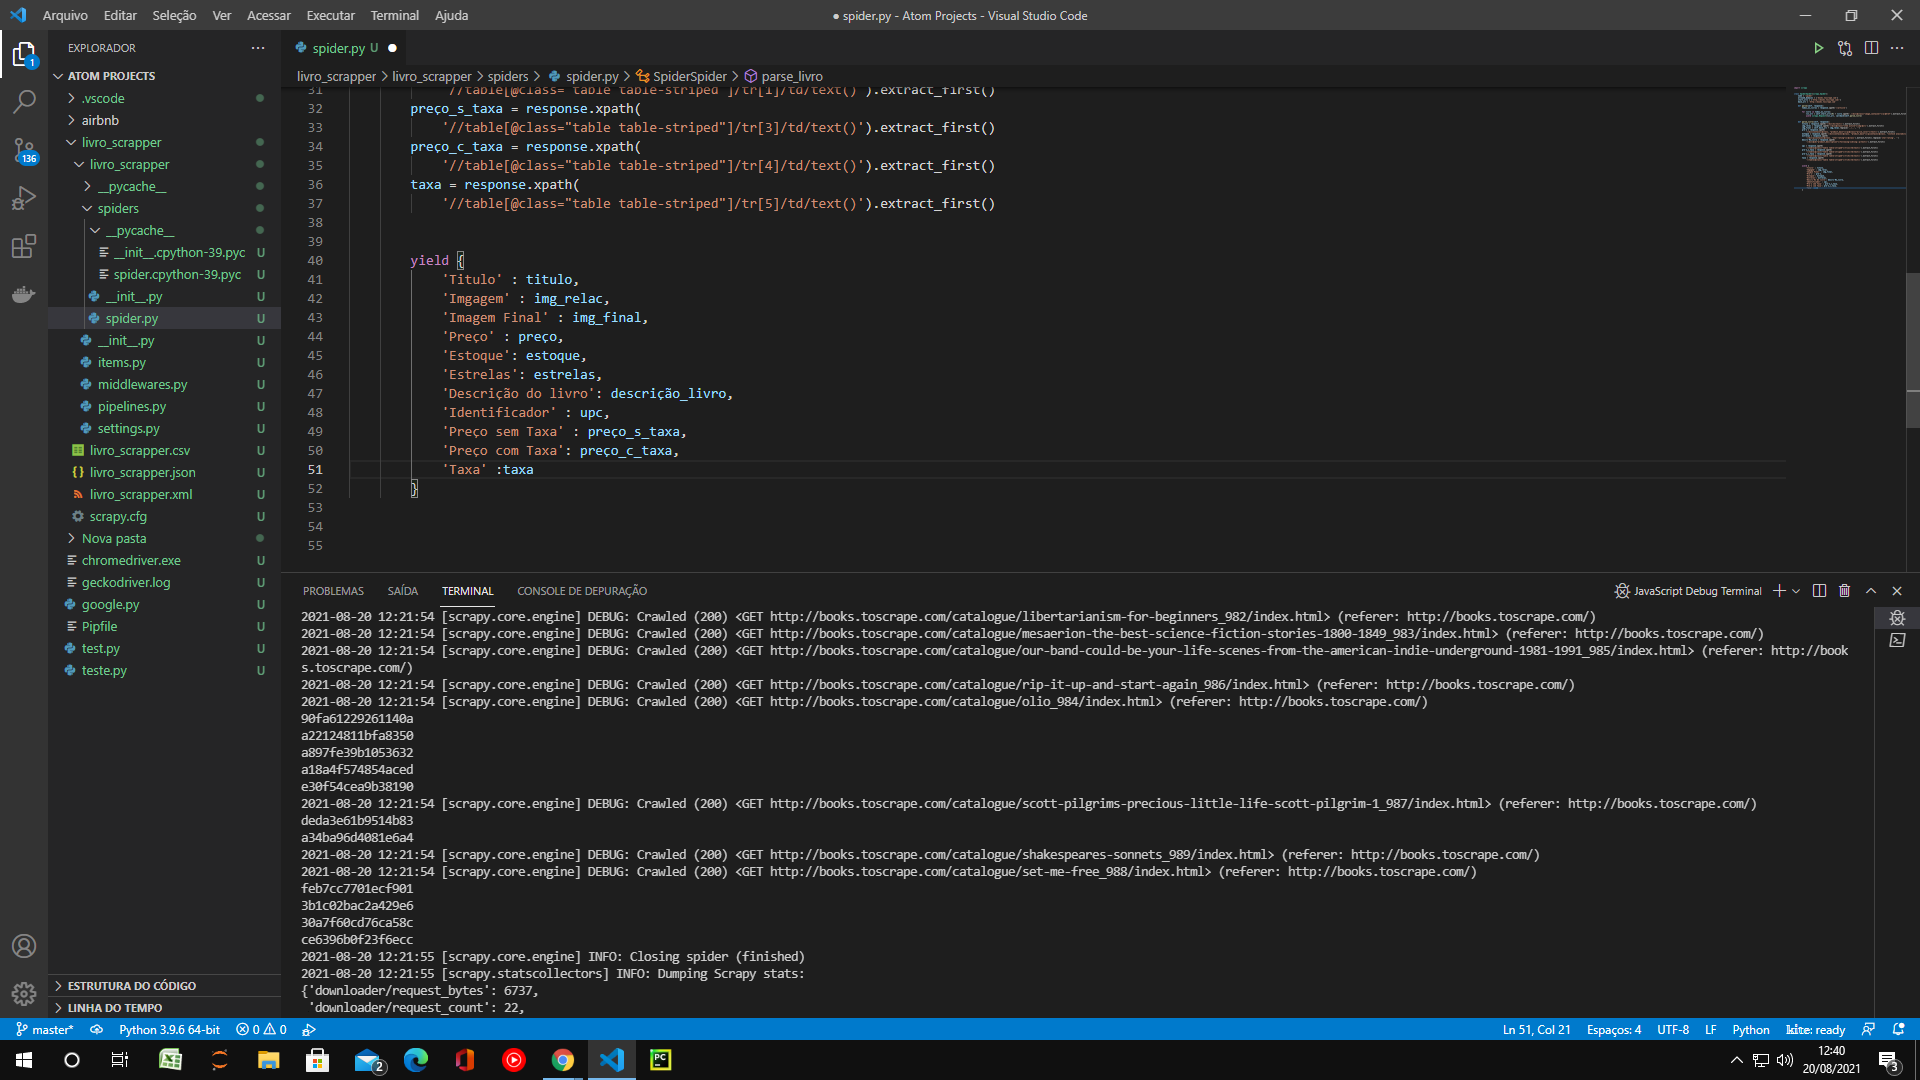 Arquivo Editar Seleção Ver Acessar Executar Terminal Ajuda
● spider.py - Atom Projects - Visual Studio Code
EXPLORADOR
ATOM PROJECTS
.vscode
airbnb
livro_scrapper
livro_scrapper
__pycache__
spiders
__pycache__
__init__.cpython-39.pyc U
spider.cpython-39.pyc U
__init__.py U
spider.py U
__init__.py U
items.py U
middlewares.py U
pipelines.py U
settings.py U
livro_scrapper.csv U
livro_scrapper.json U
livro_scrapper.xml U
scrapy.cfg U
Nova pasta
chromedriver.exe U
geckodriver.log U
google.py U
Pipfile U
test.py U
teste.py U
ESTRUTURA DO CÓDIGO
LINHA DO TEMPO
1
136
spider.py U ●
livro_scrapper > livro_scrapper > spiders > spider.py > SpiderSpider > parse_livro
31 '//table[@class="table table-striped"]/tr[1]/td/text()').extract_first()
32 preço_s_taxa = response.xpath(
33 '//table[@class="table table-striped"]/tr[3]/td/text()').extract_first()
34 preço_c_taxa = response.xpath(
35 '//table[@class="table table-striped"]/tr[4]/td/text()').extract_first()
36 taxa = response.xpath(
37 '//table[@class="table table-striped"]/tr[5]/td/text()').extract_first()
38
39
40 yield {
41 'Titulo' : titulo,
42 'Imgagem' : img_relac,
43 'Imagem Final' : img_final,
44 'Preço' : preço,
45 'Estoque': estoque,
46 'Estrelas': estrelas,
47 'Descrição do livro': descrição_livro,
48 'Identificador' : upc,
49 'Preço sem Taxa' : preço_s_taxa,
50 'Preço com Taxa': preço_c_taxa,
51 'Taxa' :taxa
52 }
53
54
55
PROBLEMAS SAÍDA TERMINAL CONSOLE DE DEPURAÇÃO
JavaScript Debug Terminal
2021-08-20 12:21:54 [scrapy.core.engine] DEBUG: Crawled (200) <GET http://books.toscrape.com/catalogue/libertarianism-for-beginners_982/index.html> (referer: http://books.toscrape.com/)
2021-08-20 12:21:54 [scrapy.core.engine] DEBUG: Crawled (200) <GET http://books.toscrape.com/catalogue/mesaerion-the-best-science-fiction-stories-1800-1849_983/index.html> (referer: http://books.toscrape.com/)
2021-08-20 12:21:54 [scrapy.core.engine] DEBUG: Crawled (200) <GET http://books.toscrape.com/catalogue/our-band-could-be-your-life-scenes-from-the-american-indie-underground-1981-1991_985/index.html> (referer: http://book
s.toscrape.com/)
2021-08-20 12:21:54 [scrapy.core.engine] DEBUG: Crawled (200) <GET http://books.toscrape.com/catalogue/rip-it-up-and-start-again_986/index.html> (referer: http://books.toscrape.com/)
2021-08-20 12:21:54 [scrapy.core.engine] DEBUG: Crawled (200) <GET http://books.toscrape.com/catalogue/olio_984/index.html> (referer: http://books.toscrape.com/)
90fa61229261140a
a22124811bfa8350
a897fe39b1053632
a18a4f574854aced
e30f54cea9b38190
2021-08-20 12:21:54 [scrapy.core.engine] DEBUG: Crawled (200) <GET http://books.toscrape.com/catalogue/scott-pilgrims-precious-little-life-scott-pilgrim-1_987/index.html> (referer: http://books.toscrape.com/)
deda3e61b9514b83
a34ba96d4081e6a4
2021-08-20 12:21:54 [scrapy.core.engine] DEBUG: Crawled (200) <GET http://books.toscrape.com/catalogue/shakespeares-sonnets_989/index.html> (referer: http://books.toscrape.com/)
2021-08-20 12:21:54 [scrapy.core.engine] DEBUG: Crawled (200) <GET http://books.toscrape.com/catalogue/set-me-free_988/index.html> (referer: http://books.toscrape.com/)
feb7cc7701ecf901
3b1c02bac2a429e6
30a7f60cd76ca58c
ce6396b0f23f6ecc
2021-08-20 12:21:55 [scrapy.core.engine] INFO: Closing spider (finished)
2021-08-20 12:21:55 [scrapy.statscollectors] INFO: Dumping Scrapy stats:
{'downloader/request_bytes': 6737,
'downloader/request_count': 22,
master* Python 3.9.6 64-bit 0 0
Ln 51, Col 21 Espaços: 4 UTF-8 LF Python kite: ready
2
PC
12:40
20/08/2021
3